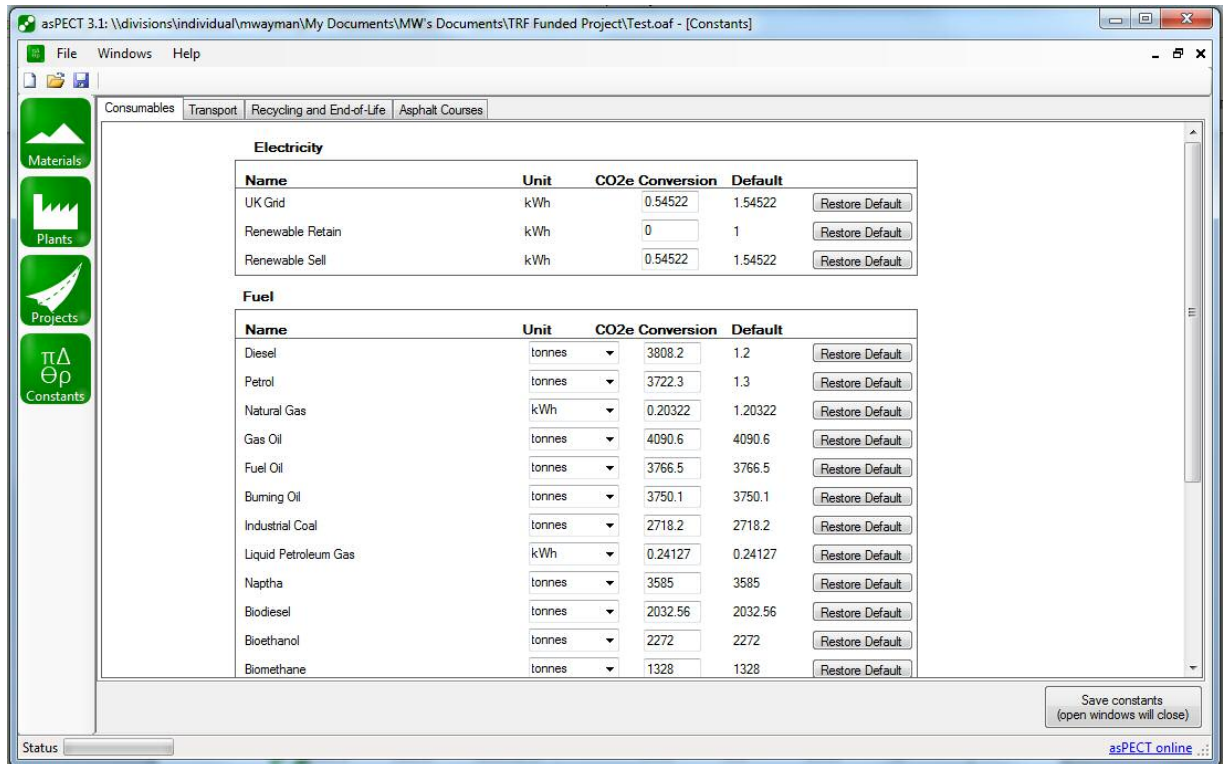 asPECT 3.1: \\divisions\individual\mwayman\My Documents\MW's Documents\TRF Funded Project\Test.oaf - [Constants]
File Windows Help
Consumables Transport Recycling and End-of-Life Asphalt Courses
Materials
Plants
Projects
πΔ
Θρ
Constants
Electricity
Name Unit CO2e Conversion Default
UK Grid kWh 0.54522 1.54522 Restore Default
Renewable Retain kWh 0 1 Restore Default
Renewable Sell kWh 0.54522 1.54522 Restore Default
Fuel
Name Unit CO2e Conversion Default
Diesel tonnes 3808.2 1.2 Restore Default
Petrol tonnes 3722.3 1.3 Restore Default
Natural Gas kWh 0.20322 1.20322 Restore Default
Gas Oil tonnes 4090.6 4090.6 Restore Default
Fuel Oil tonnes 3766.5 3766.5 Restore Default
Burning Oil tonnes 3750.1 3750.1 Restore Default
Industrial Coal tonnes 2718.2 2718.2 Restore Default
Liquid Petroleum Gas kWh 0.24127 0.24127 Restore Default
Naptha tonnes 3585 3585 Restore Default
Biodiesel tonnes 2032.56 2032.56 Restore Default
Bioethanol tonnes 2272 2272 Restore Default
Biomethane tonnes 1328 1328 Restore Default
Save constants
(open windows will close)
Status asPECT online